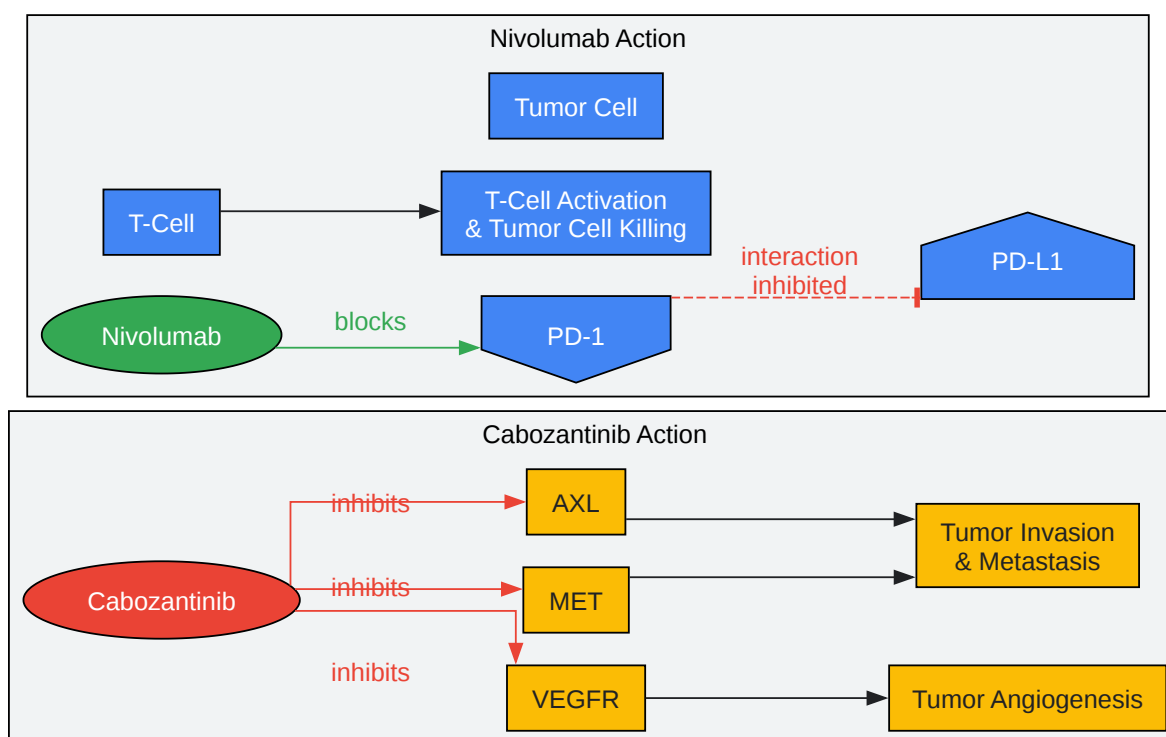 Nivolumab Action
Tumor Cell
T-Cell
T-Cell Activation
& Tumor Cell Killing
interaction
inhibited
PD-L1
Nivolumab
blocks
PD-1
Cabozantinib Action
inhibits
AXL
Tumor Invasion
& Metastasis
Cabozantinib
inhibits
MET
inhibits
VEGFR
Tumor Angiogenesis